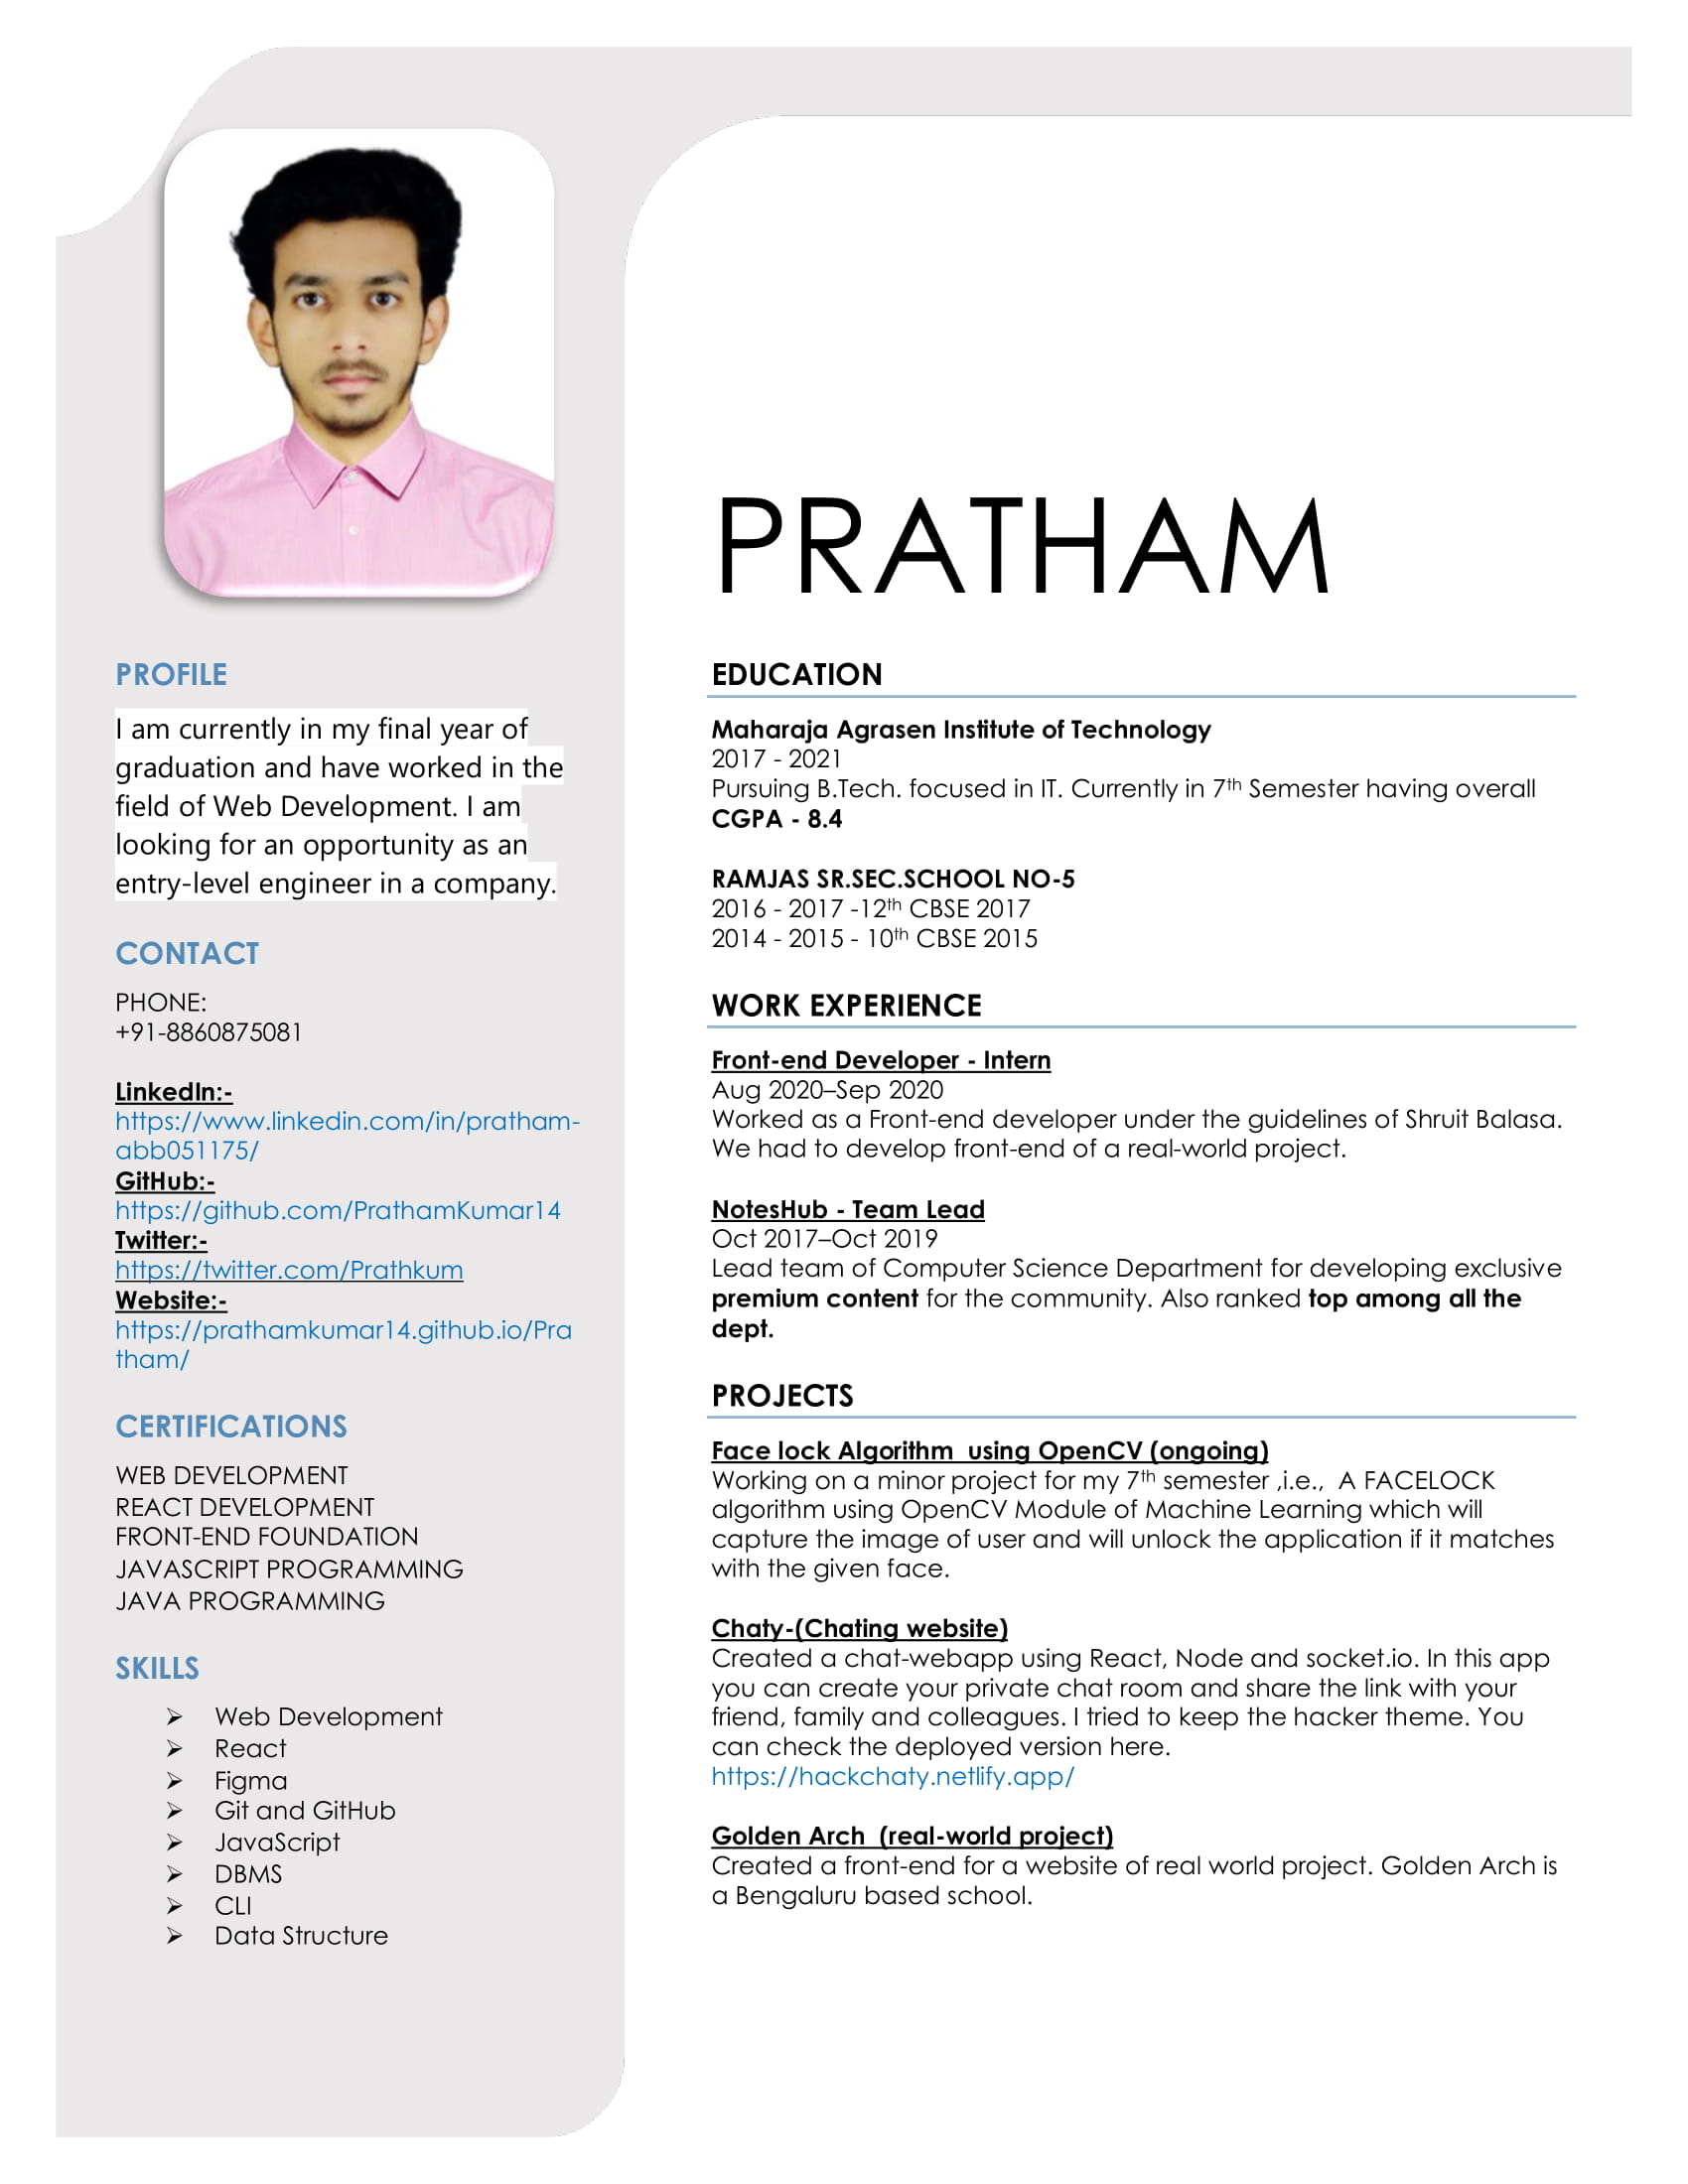 PRATHAM
PROFILE
I am currently in my final year of
graduation and have worked in the
field of Web Development. I am
looking for an opportunity as an
entry-level engineer in a company.
CONTACT
PHONE:
+91-8860875081
LinkedIn:-
https://www.linkedin.com/in/pratham-
abb051175/
GitHub:-
https://github.com/PrathamKumar14
Twitter:-
https://twitter.com/Prathkum
Website:-
https://prathamkumar14.github.io/Pra
tham/
CERTIFICATIONS
WEB DEVELOPMENT
REACT DEVELOPMENT
FRONT-END FOUNDATION
JAVASCRIPT PROGRAMMING
JAVA PROGRAMMING
SKILLS
➢ Web Development
➢ React
➢ Figma
➢ Git and GitHub
➢ JavaScript
➢ DBMS
➢ CLI
➢ Data Structure
EDUCATION
Maharaja Agrasen Institute of Technology
2017 - 2021
Pursuing B.Tech. focused in IT. Currently in 7th Semester having overall
CGPA - 8.4
RAMJAS SR.SEC.SCHOOL NO-5
2016 - 2017 -12th CBSE 2017
2014 - 2015 - 10th CBSE 2015
WORK EXPERIENCE
Front-end Developer - Intern
Aug 2020–Sep 2020
Worked as a Front-end developer under the guidelines of Shruit Balasa.
We had to develop front-end of a real-world project.
NotesHub - Team Lead
Oct 2017–Oct 2019
Lead team of Computer Science Department for developing exclusive
premium content for the community. Also ranked top among all the
dept.
PROJECTS
Face lock Algorithm  using OpenCV (ongoing)
Working on a minor project for my 7th semester ,i.e.,  A FACELOCK
algorithm using OpenCV Module of Machine Learning which will
capture the image of user and will unlock the application if it matches
with the given face.
Chaty-(Chating website)
Created a chat-webapp using React, Node and socket.io. In this app
you can create your private chat room and share the link with your
friend, family and colleagues. I tried to keep the hacker theme. You
can check the deployed version here.
https://hackchaty.netlify.app/
Golden Arch  (real-world project)
Created a front-end for a website of real world project. Golden Arch is
a Bengaluru based school.